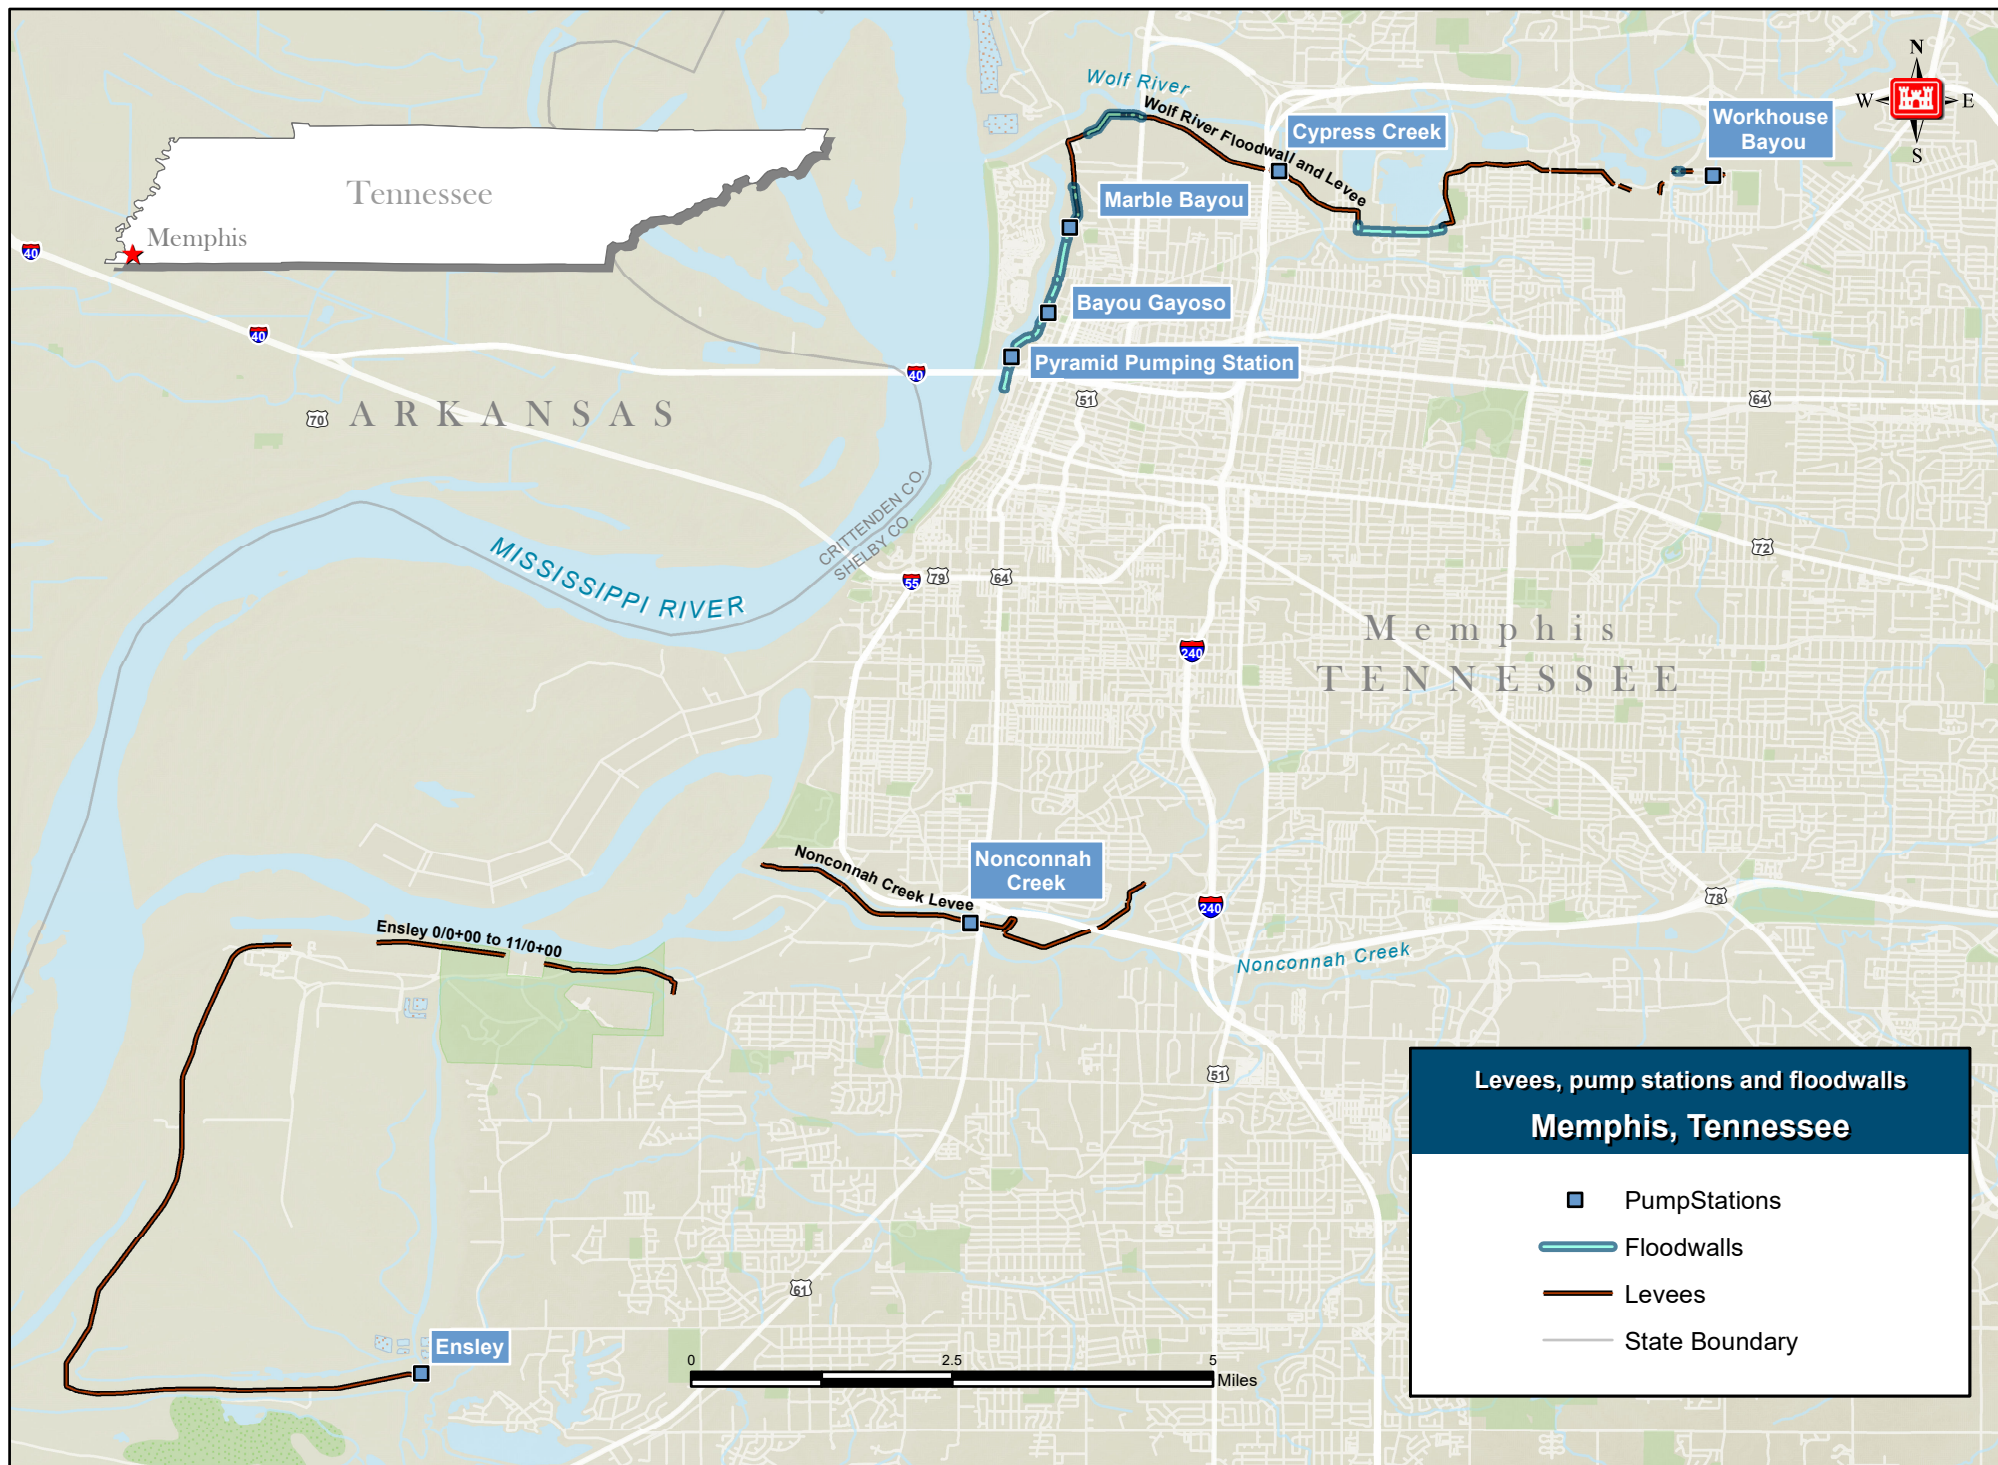 N
W
E
S
Wolf River
Wolf River Floodwall and Levee
Cypress Creek
Workhouse
Bayou
Tennessee
Memphis
Marble Bayou
40
Bayou Gayoso
40
Pyramid Pumping Station
40
51
64
70
ARKANSAS
CRITTENDEN CO.
SHELBY CO.
MISSISSIPPI RIVER
72
55
79
64
Memphis
TENNESSEE
240
Nonconnah Creek Levee
Nonconnah
Creek
78
240
Ensley 0/0+00 to 11/0+00
Nonconnah Creek
51
Levees, pump stations and floodwalls
Memphis, Tennessee
PumpStations
Floodwalls
Levees
State Boundary
61
Ensley
0
2.5
5
Miles